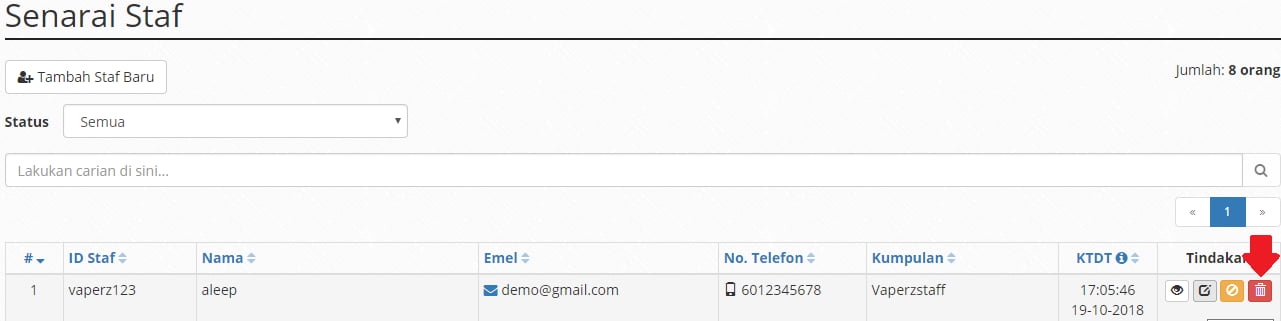 Senarai Staf
Tambah Staf Baru
Jumlah: 8 orang
Status Semua
Lakukan carian di sini...
« 1 »
# ID Staf Nama Emel No. Telefon Kumpulan KTDT Tindakan
1 vaperz123 aleep demo@gmail.com 6012345678 Vaperzstaff 17:05:46
19-10-2018